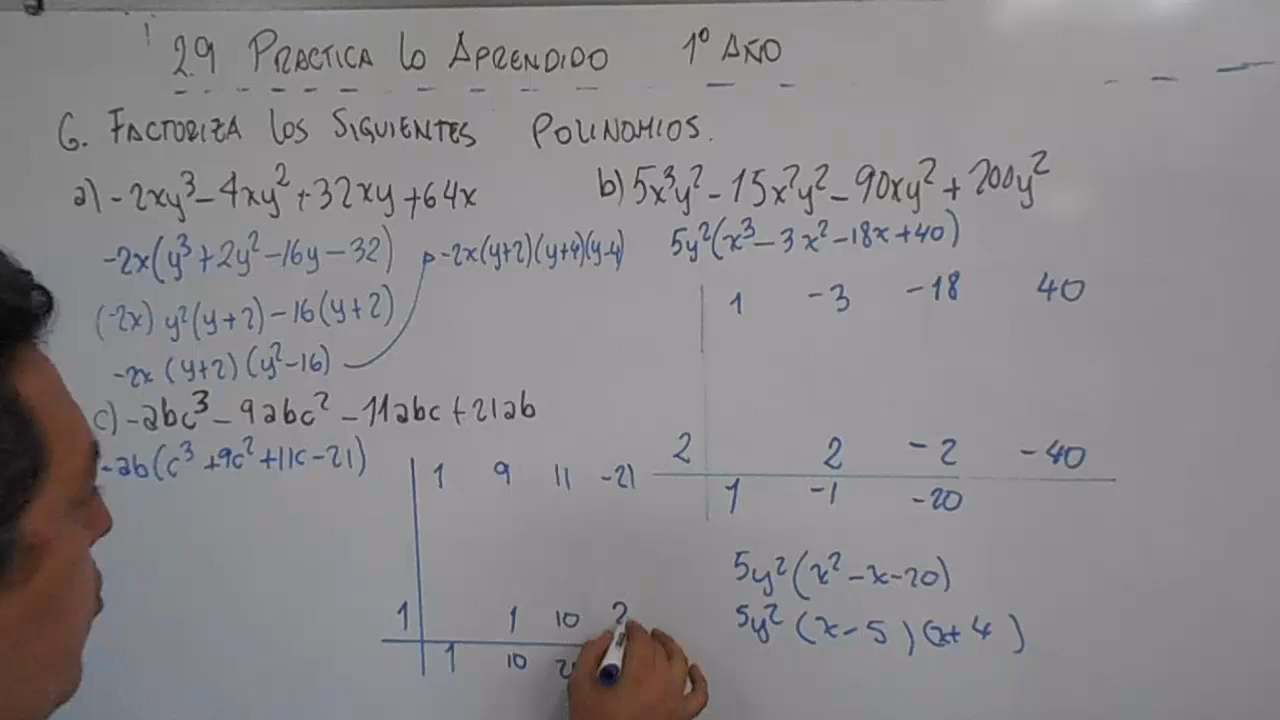 2.9 PRACTICA lo APRENDIDO 1° AÑO
6. FACTORIZA los SIGUIENTES POLINOMIOS.
a) -2xy³ - 4xy² + 32xy + 64x
-2x(y³ + 2y² - 16y - 32)
(-2x) y²(y+2) - 16(y+2)
-2x (y+2) (y² - 16)
-2x(y+2)(y+4)(y-4)
b) 5x³y² - 15x²y² - 90xy² + 200y²
5y²(x³ - 3x² - 18x + 40)
1 -3 -18 40
2 2 -2 -40
1 -1 -20
5y²(x² - x - 20)
5y² (x - 5) (x + 4)
c) -abc³ - 9abc² - 11abc + 21ab
-ab(c³ + 9c² + 11c - 21)
1 9 11 -21
1 1 10 2
1 10